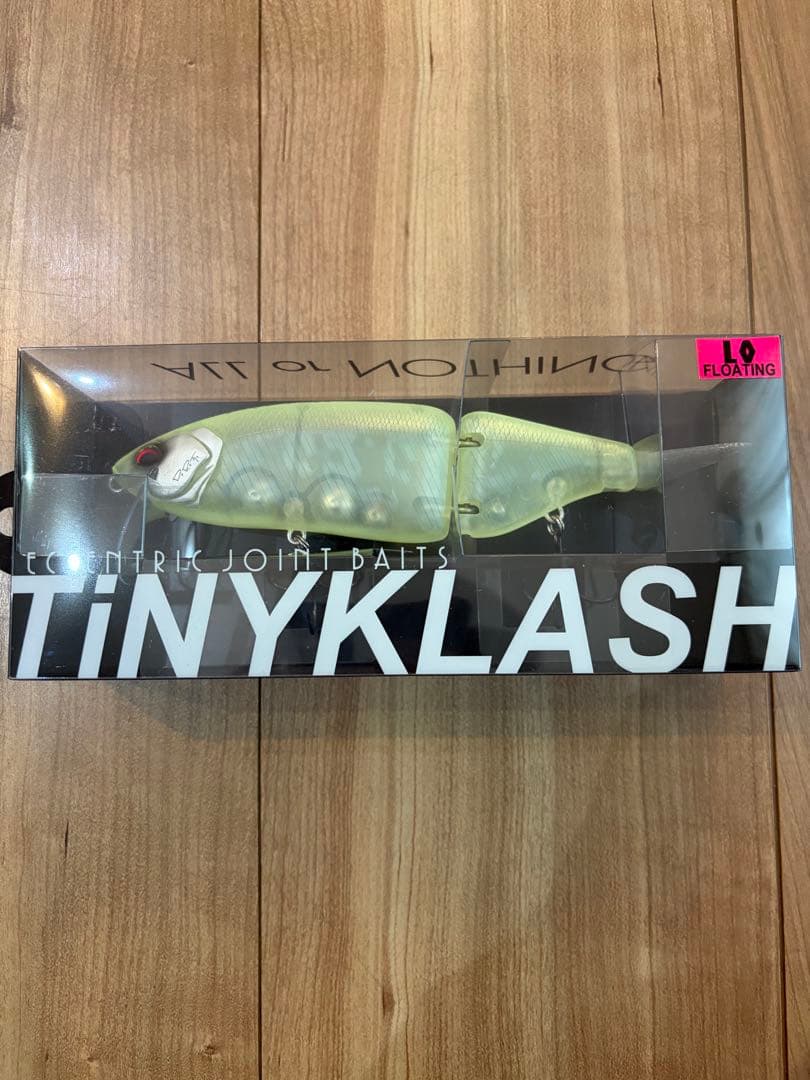 ALL or NOTHING
LO
FLOATING
ECCENTRIC JOINT BAITS
TiNYKLASH